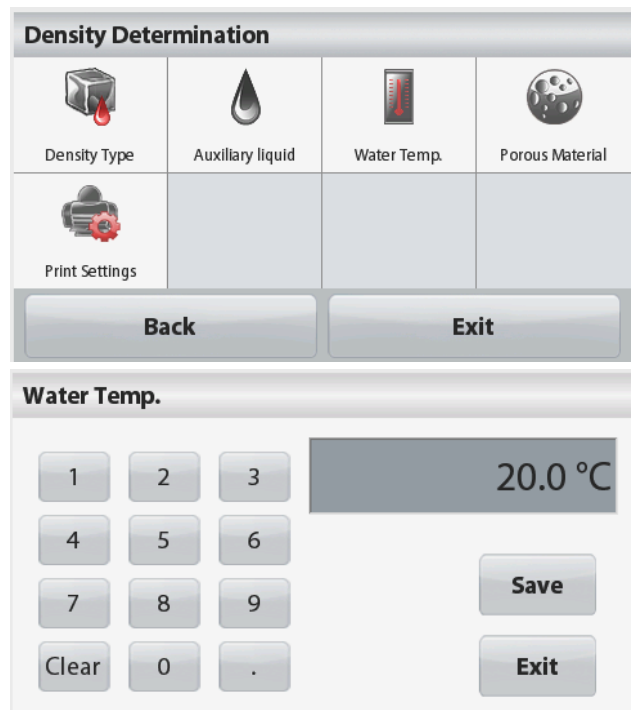 Density Determination
Density Type Auxiliary liquid Water Temp. Porous Material
Print Settings
Back Exit
Water Temp.
1 2 3 20.0 °C
4 5 6
Save
7 8 9
Clear 0 . Exit